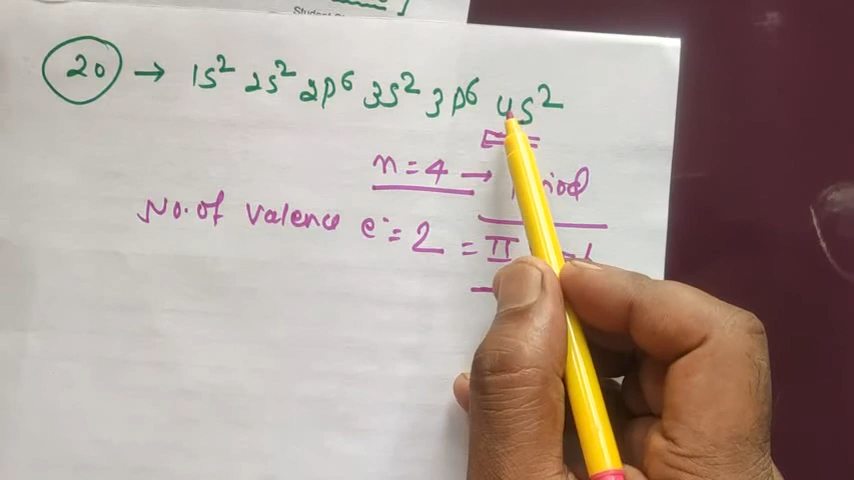 20 → 1s² 2s² 2p⁶ 3s² 3p⁶ 4s²
n = 4 →
No. of Valence e⁻ = 2 = II